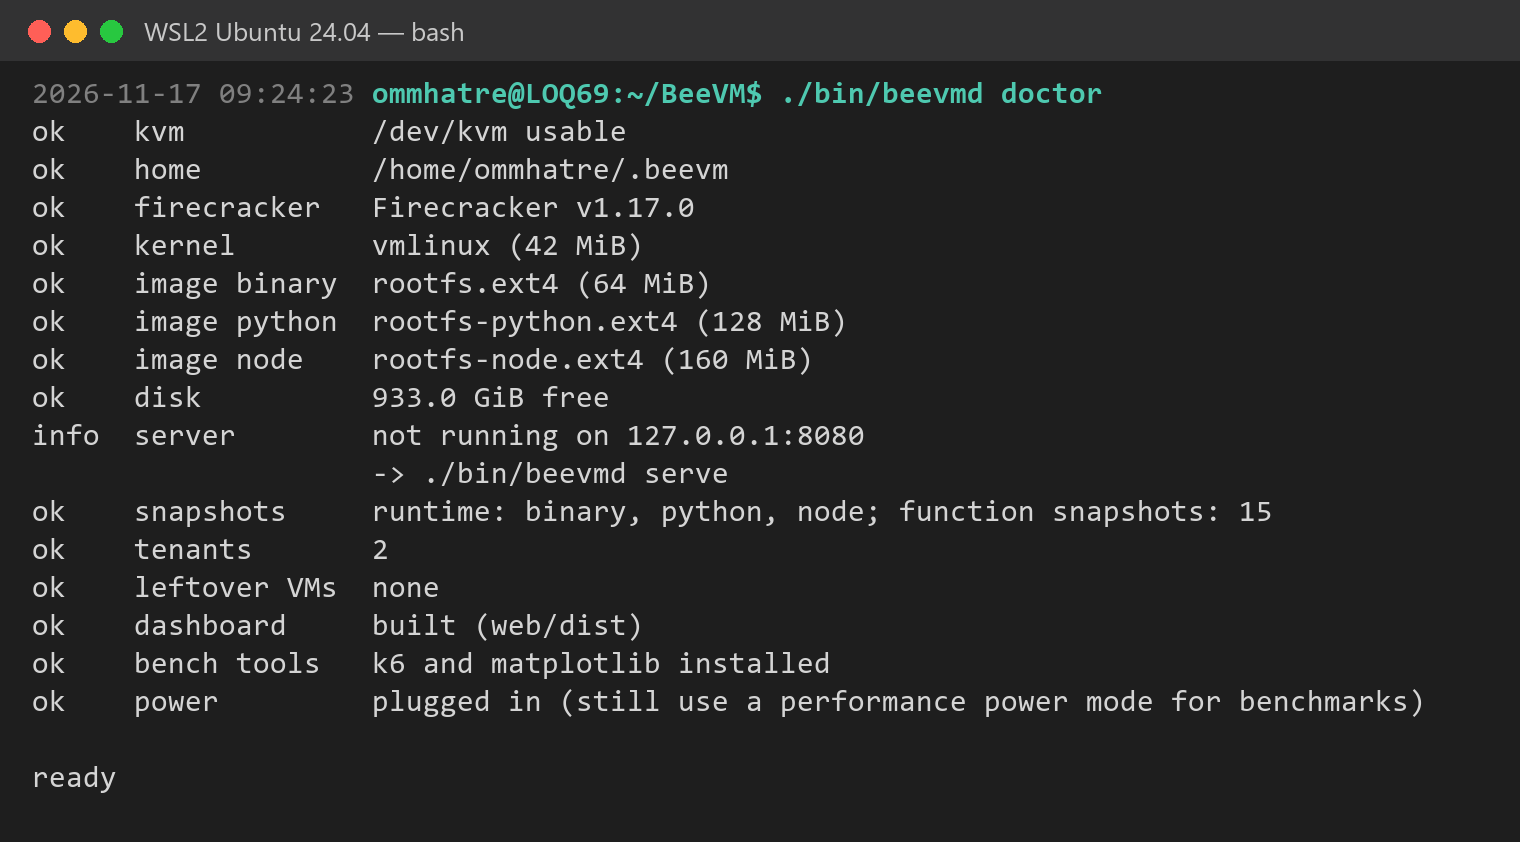 WSL2 Ubuntu 24.04 — bash
2026-11-17 09:24:23 ommhatre@LOQ69:~/BeeVM$ ./bin/beevmd doctor
ok    kvm           /dev/kvm usable
ok    home          /home/ommhatre/.beevm
ok    firecracker   Firecracker v1.17.0
ok    kernel        vmlinux (42 MiB)
ok    image binary  rootfs.ext4 (64 MiB)
ok    image python  rootfs-python.ext4 (128 MiB)
ok    image node    rootfs-node.ext4 (160 MiB)
ok    disk          933.0 GiB free
info  server        not running on 127.0.0.1:8080
                    -> ./bin/beevmd serve
ok    snapshots     runtime: binary, python, node; function snapshots: 15
ok    tenants       2
ok    leftover VMs  none
ok    dashboard     built (web/dist)
ok    bench tools   k6 and matplotlib installed
ok    power         plugged in (still use a performance power mode for benchmarks)
ready